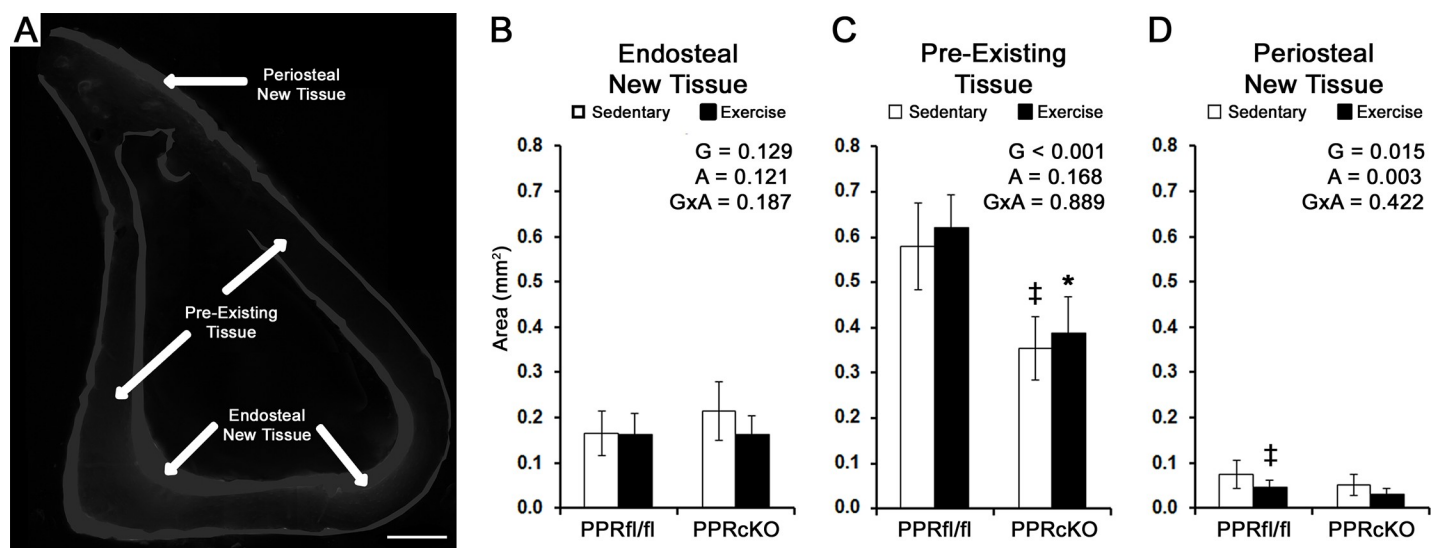 A
Periosteal
New Tissue
Pre-Existing
Tissue
Endosteal
New Tissue
B
Endosteal
New Tissue
Sedentary
Exercise
G = 0.129
A = 0.121
GxA = 0.187
Area (mm²)
0.8
0.7
0.6
0.5
0.4
0.3
0.2
0.1
0.0
PPRfl/fl
PPRcKO
C
Pre-Existing
Tissue
Sedentary
Exercise
G < 0.001
A = 0.168
GxA = 0.889
0.8
0.7
0.6
0.5
0.4
0.3
0.2
0.1
0.0
‡
*
PPRfl/fl
PPRcKO
D
Periosteal
New Tissue
Sedentary
Exercise
G = 0.015
A = 0.003
GxA = 0.422
0.8
0.7
0.6
0.5
0.4
0.3
0.2
0.1
0.0
‡
PPRfl/fl
PPRcKO